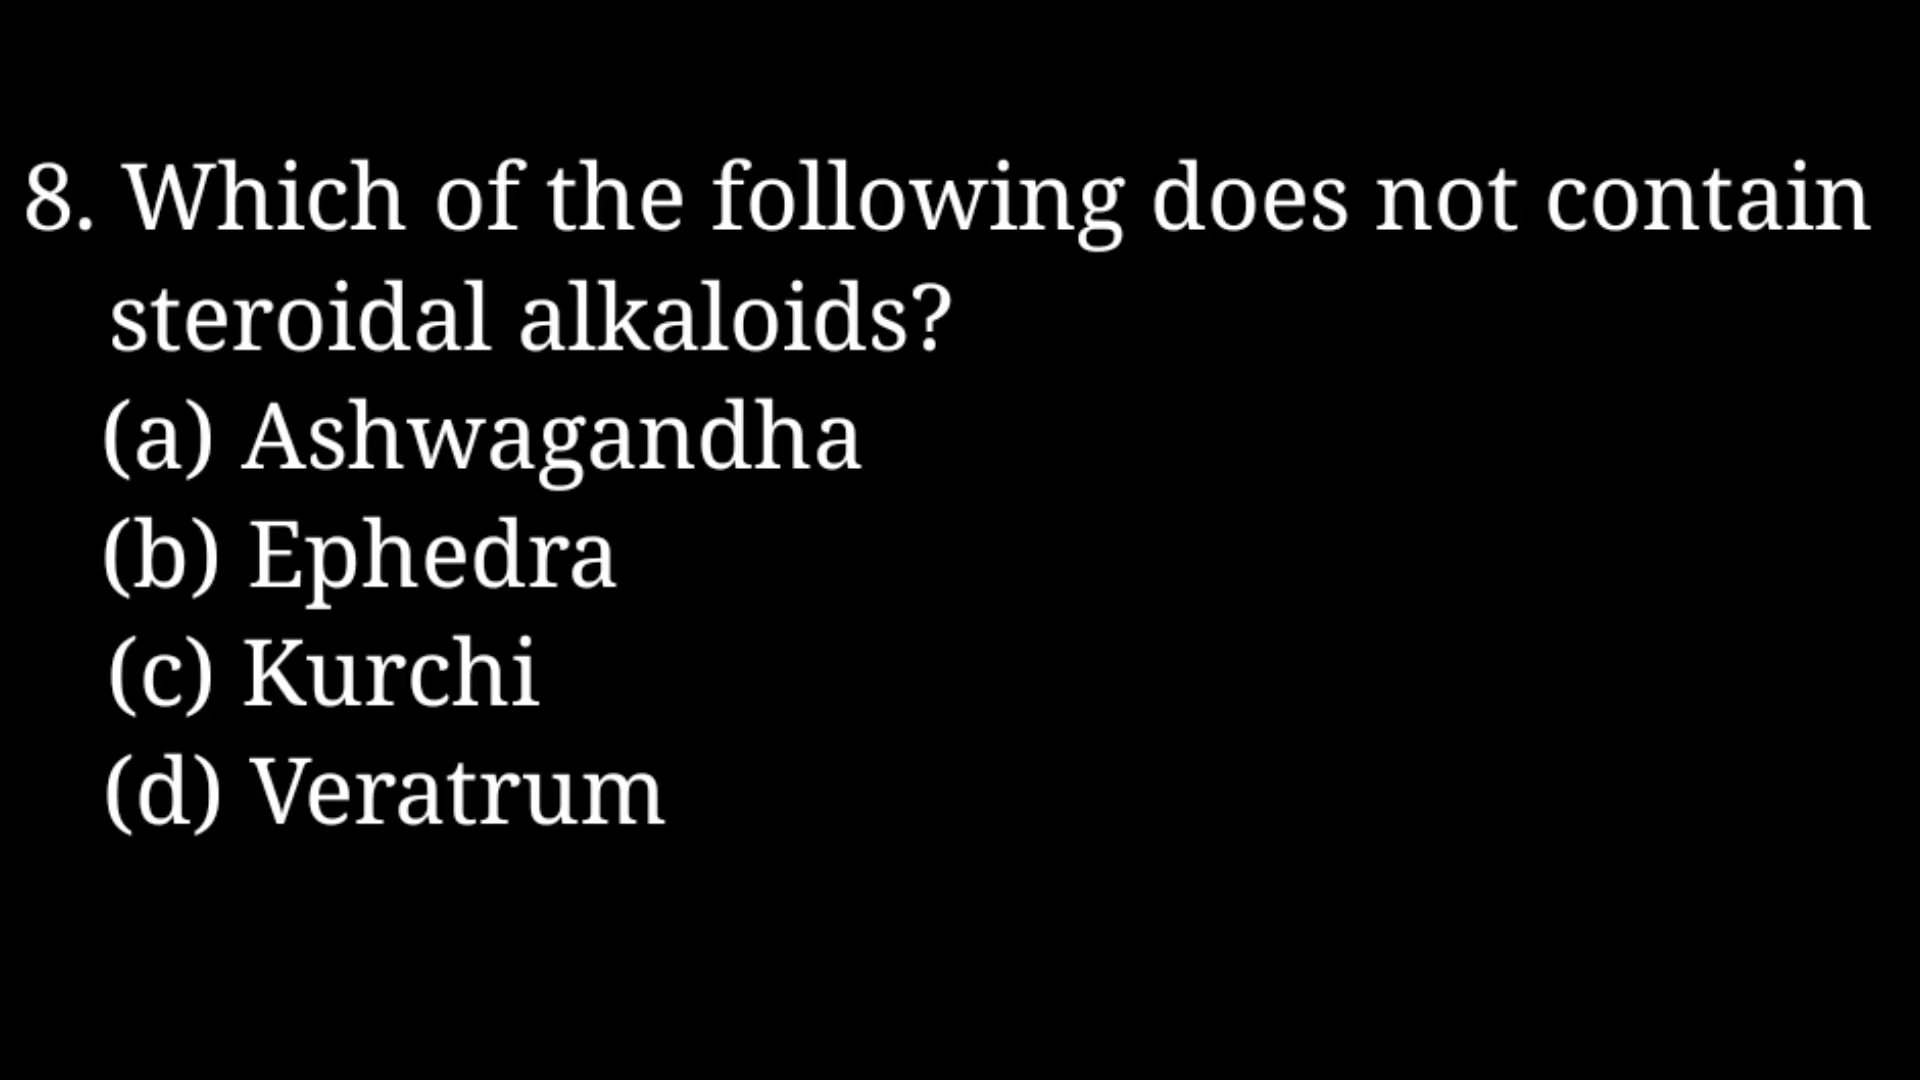 8. Which of the following does not contain
steroidal alkaloids?
(a) Ashwagandha
(b) Ephedra
(c) Kurchi
(d) Veratrum